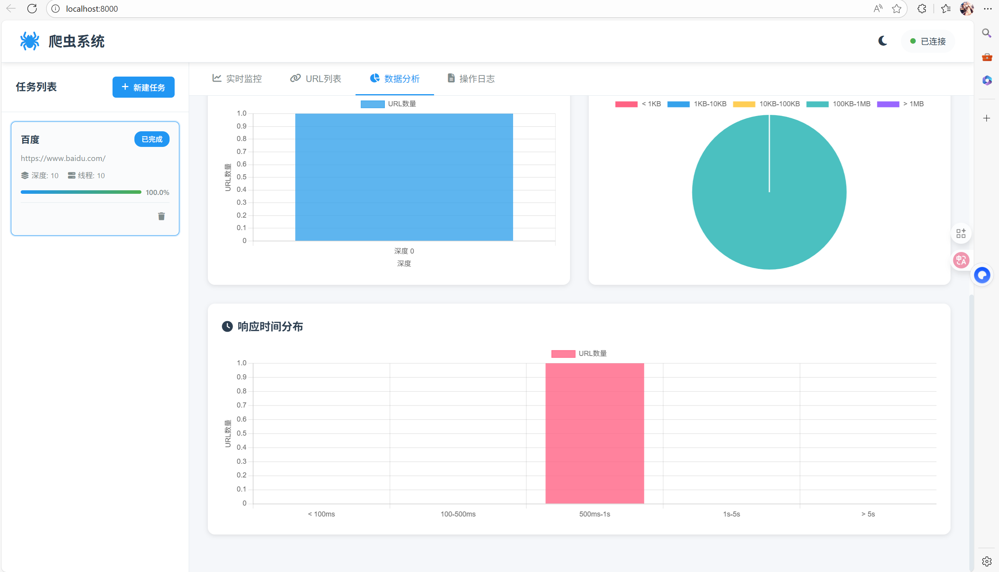 localhost:8000
爬虫系统
已连接
任务列表
新建任务
百度
已完成
https://www.baidu.com/
深度: 10 线程: 10
100.0%
实时监控 URL列表 数据分析 操作日志
URL数量
1.0
0.9
0.8
0.7
0.6
0.5
0.4
0.3
0.2
0.1
0
URL数量
深度 0
深度
< 1KB 1KB-10KB 10KB-100KB 100KB-1MB > 1MB
响应时间分布
URL数量
1.0
0.9
0.8
0.7
0.6
0.5
0.4
0.3
0.2
0.1
0
URL数量
< 100ms 100-500ms 500ms-1s 1s-5s > 5s
中A